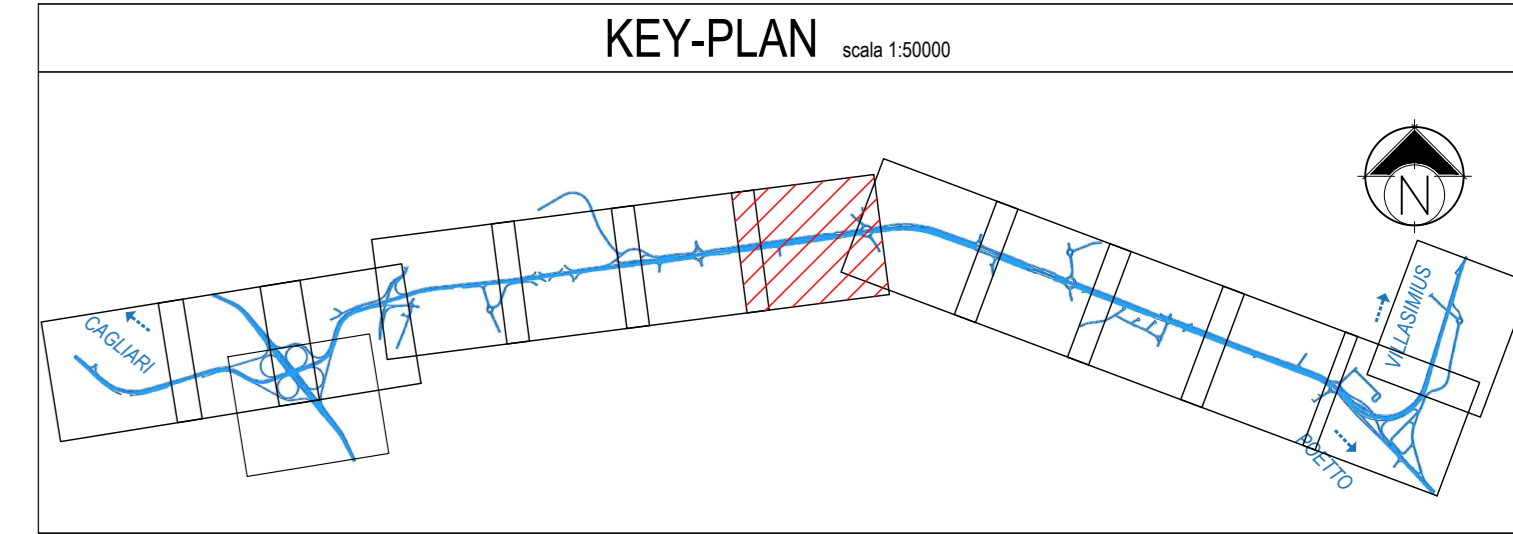 KEY-PLAN scala 1:50000
N
CAGLIARI
VILLASIMIUS
POETTO